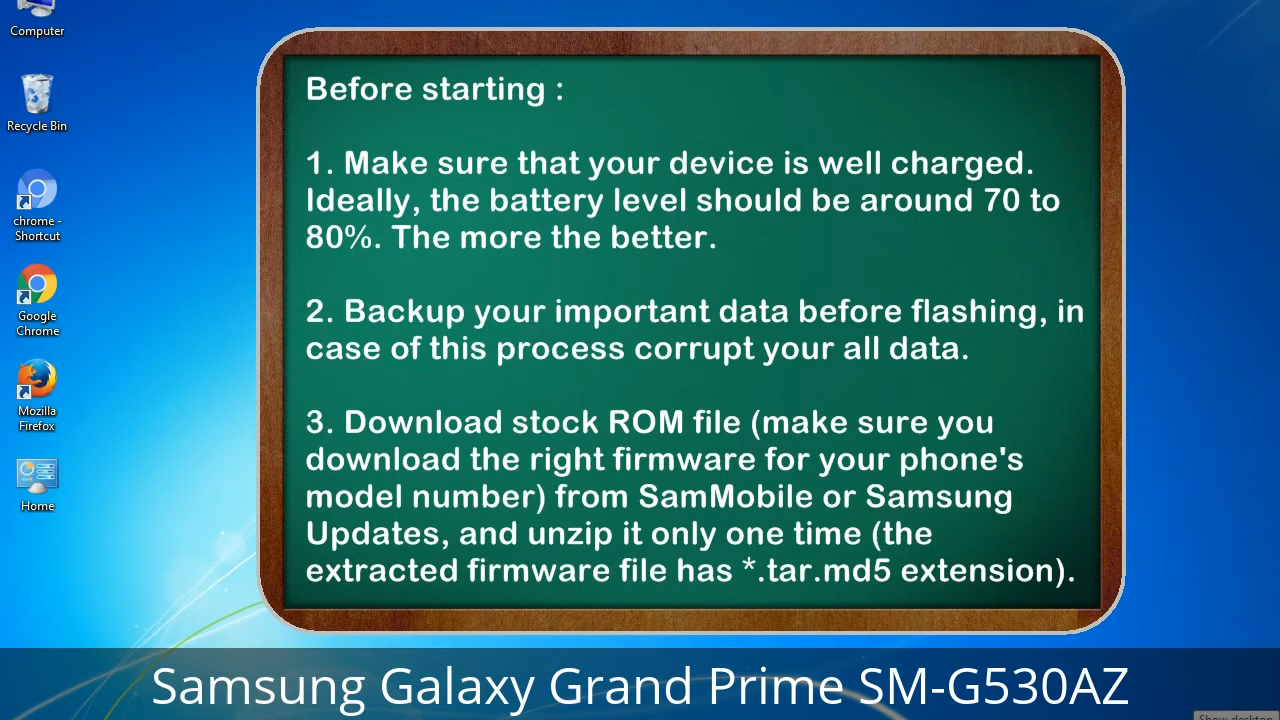 Computer
Recycle Bin
chrome -
Shortcut
Google
Chrome
Mozilla
Firefox
Home
Before starting :
1. Make sure that your device is well charged.
Ideally, the battery level should be around 70 to
80%. The more the better.
2. Backup your important data before flashing, in
case of this process corrupt your all data.
3. Download stock ROM file (make sure you
download the right firmware for your phone's
model number) from SamMobile or Samsung
Updates, and unzip it only one time (the
extracted firmware file has *.tar.md5 extension).
Samsung Galaxy Grand Prime SM-G530AZ
Show desktop